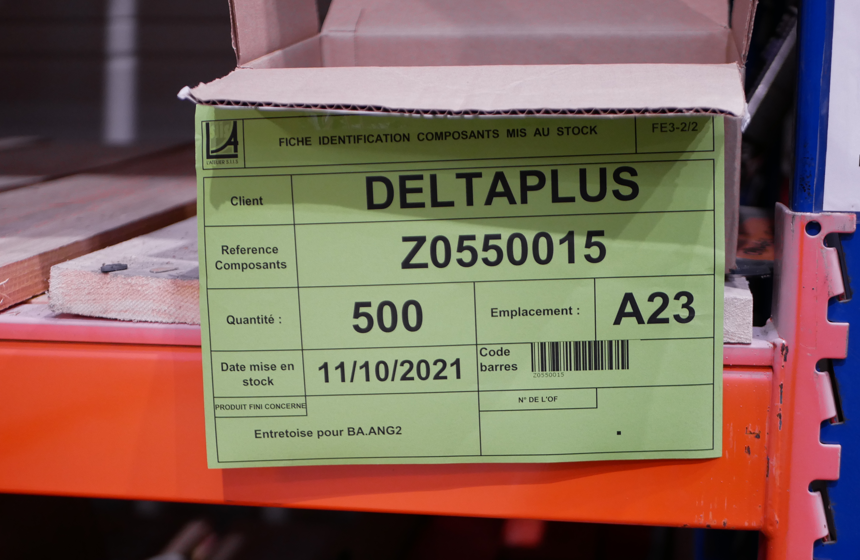 FICHE IDENTIFICATION COMPOSANTS MIS AU STOCK
FE3-2/2
Client
DELTAPLUS
Reference
Composants
Z0550015
Quantité :
500
Emplacement :
A23
Date mise en
stock
11/10/2021
Code
barres
Z0550015
PRODUIT FINI CONCERNE
N° DE L'OF
Entretoise pour BA.ANG2
.